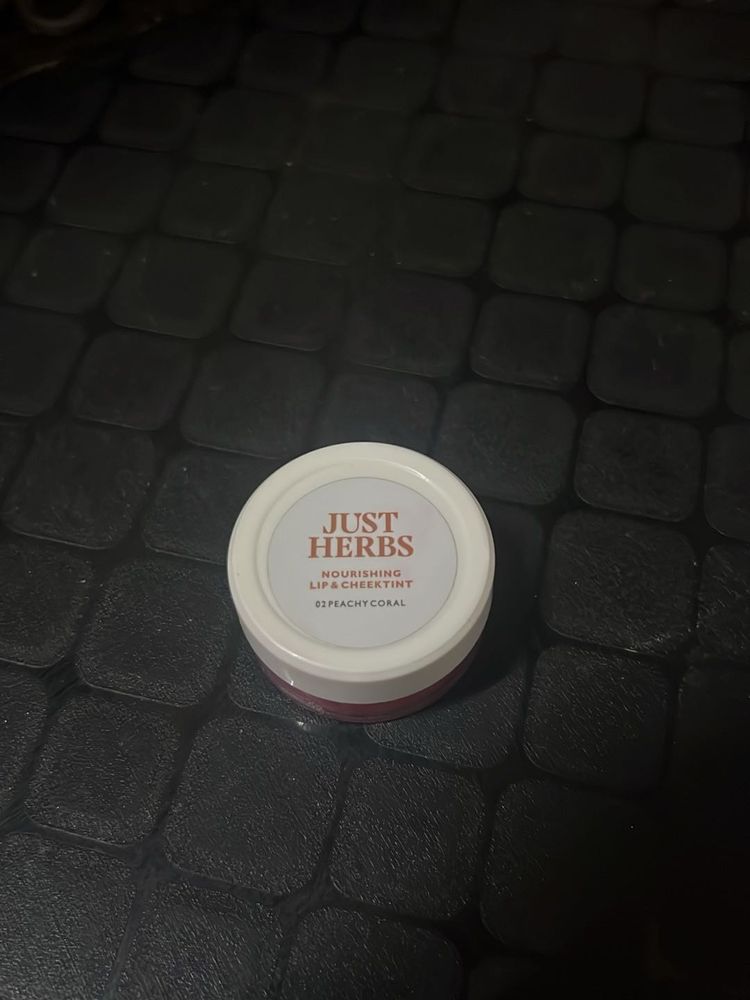 JUST
HERBS
NOURISHING
LIP & CHEEKTINT
02 PEACHY CORAL